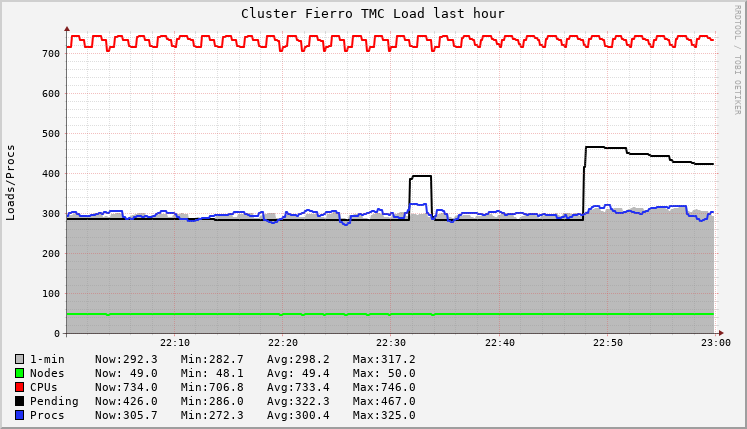 Cluster Fierro TMC Load last hour
RRDTOOL / TOBI OETIKER
Loads/Procs
700
600
500
400
300
200
100
0
22:10 22:20 22:30 22:40 22:50 23:00
1-min Now:292.3 Min:282.7 Avg:298.2 Max:317.2
Nodes Now: 49.0 Min: 48.1 Avg: 49.4 Max: 50.0
CPUs Now:734.0 Min:706.8 Avg:733.4 Max:746.0
Pending Now:426.0 Min:286.0 Avg:322.3 Max:467.0
Procs Now:305.7 Min:272.3 Avg:300.4 Max:325.0